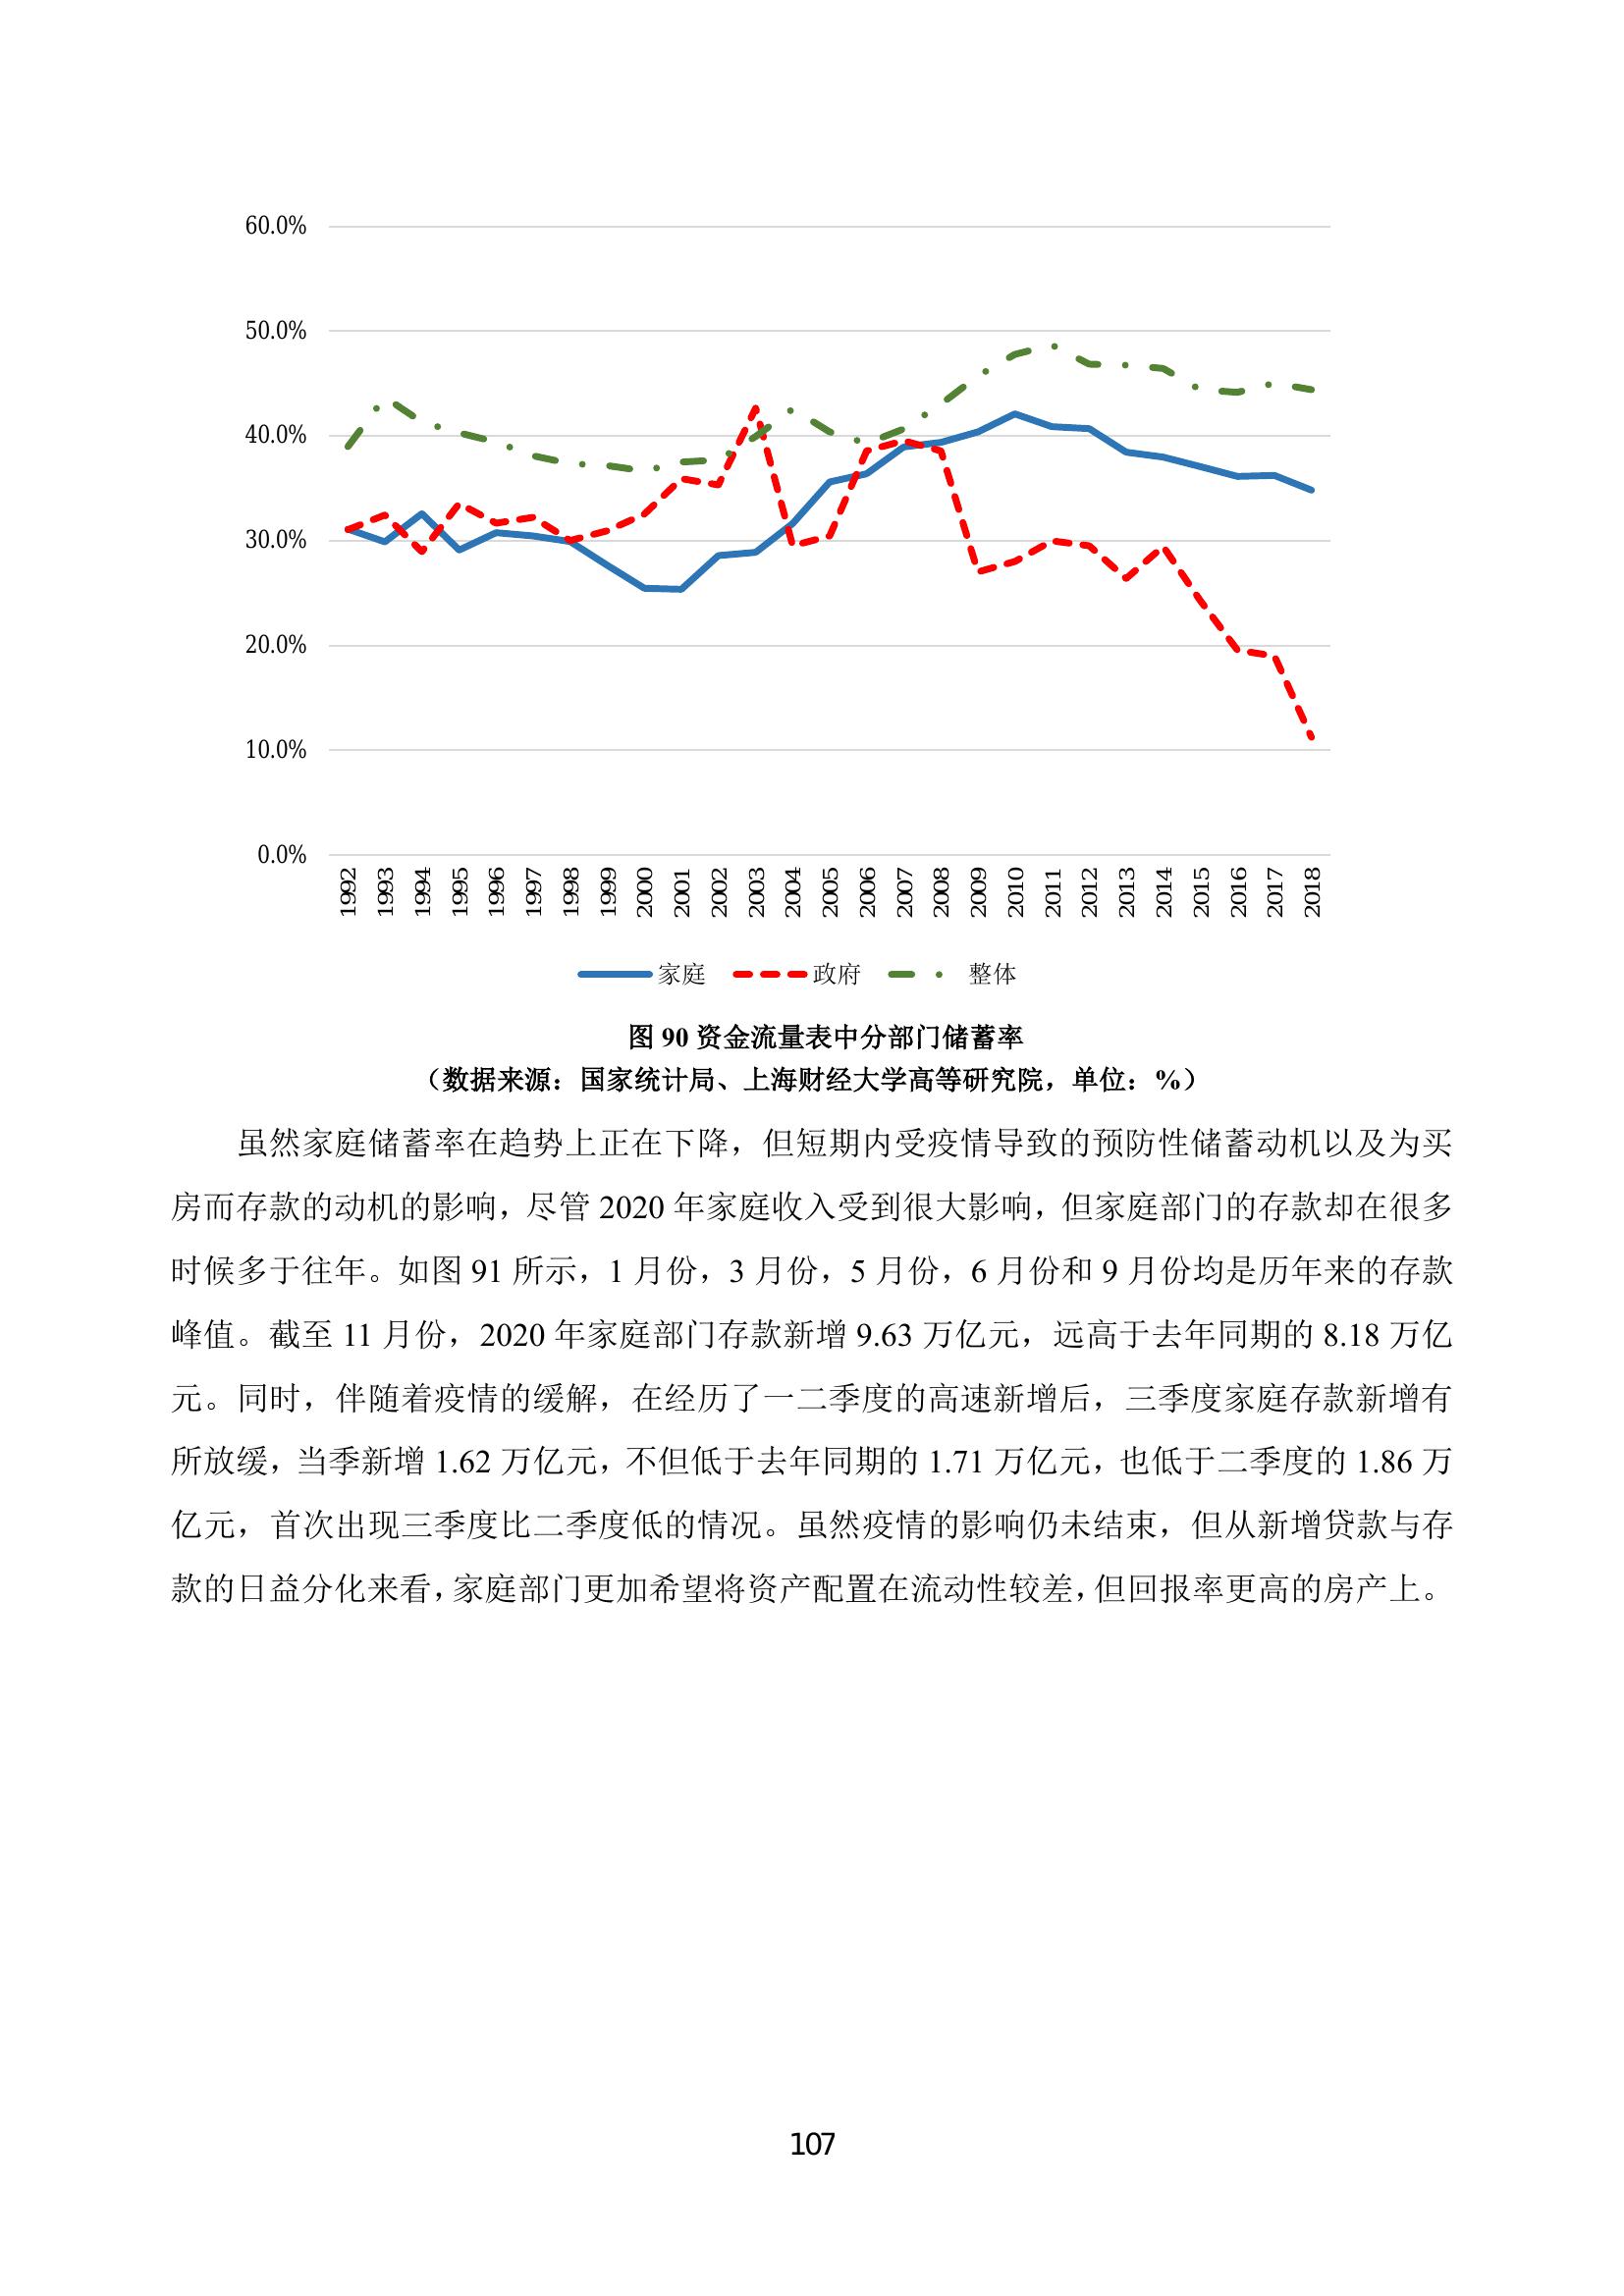 60.0%
50.0%
40.0%
30.0%
20.0%
10.0%
0.0%
1992 1993 1994 1995 1996 1997 1998 1999 2000 2001 2002 2003 2004 2005 2006 2007 2008 2009 2010 2011 2012 2013 2014 2015 2016 2017 2018
家庭 政府 整体
图 90 资金流量表中分部门储蓄率
（数据来源：国家统计局、上海财经大学高等研究院，单位：%）
虽然家庭储蓄率在趋势上正在下降，但短期内受疫情导致的预防性储蓄动机以及为买
房而存款的动机的影响，尽管 2020 年家庭收入受到很大影响，但家庭部门的存款却在很多
时候多于往年。如图 91 所示，1 月份，3 月份，5 月份，6 月份和 9 月份均是历年来的存款
峰值。截至 11 月份，2020 年家庭部门存款新增 9.63 万亿元，远高于去年同期的 8.18 万亿
元。同时，伴随着疫情的缓解，在经历了一二季度的高速新增后，三季度家庭存款新增有
所放缓，当季新增 1.62 万亿元，不但低于去年同期的 1.71 万亿元，也低于二季度的 1.86 万
亿元，首次出现三季度比二季度低的情况。虽然疫情的影响仍未结束，但从新增贷款与存
款的日益分化来看，家庭部门更加希望将资产配置在流动性较差，但回报率更高的房产上。
107